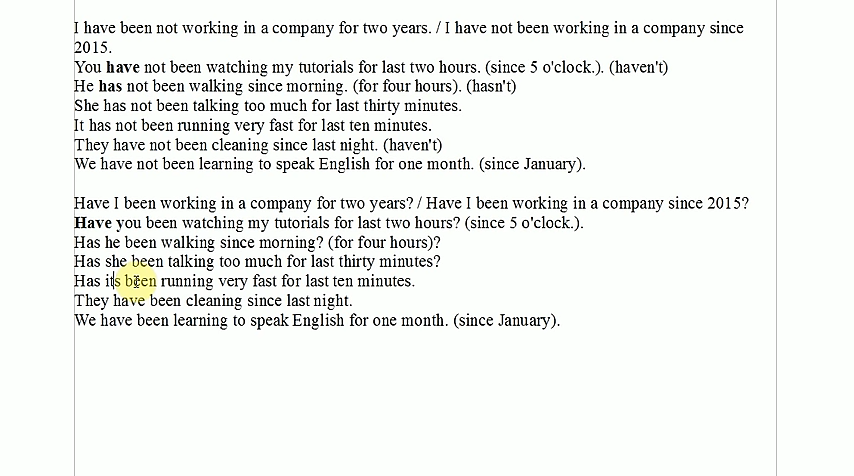 I have been not working in a company for two years. / I have not been working in a company since
2015.
You have not been watching my tutorials for last two hours. (since 5 o'clock.). (haven't)
He has not been walking since morning. (for four hours). (hasn't)
She has not been talking too much for last thirty minutes.
It has not been running very fast for last ten minutes.
They have not been cleaning since last night. (haven't)
We have not been learning to speak English for one month. (since January).
Have I been working in a company for two years? / Have I been working in a company since 2015?
Have you been watching my tutorials for last two hours? (since 5 o'clock.).
Has he been walking since morning? (for four hours)?
Has she been talking too much for last thirty minutes?
Has its been running very fast for last ten minutes.
They have been cleaning since last night.
We have been learning to speak English for one month. (since January).